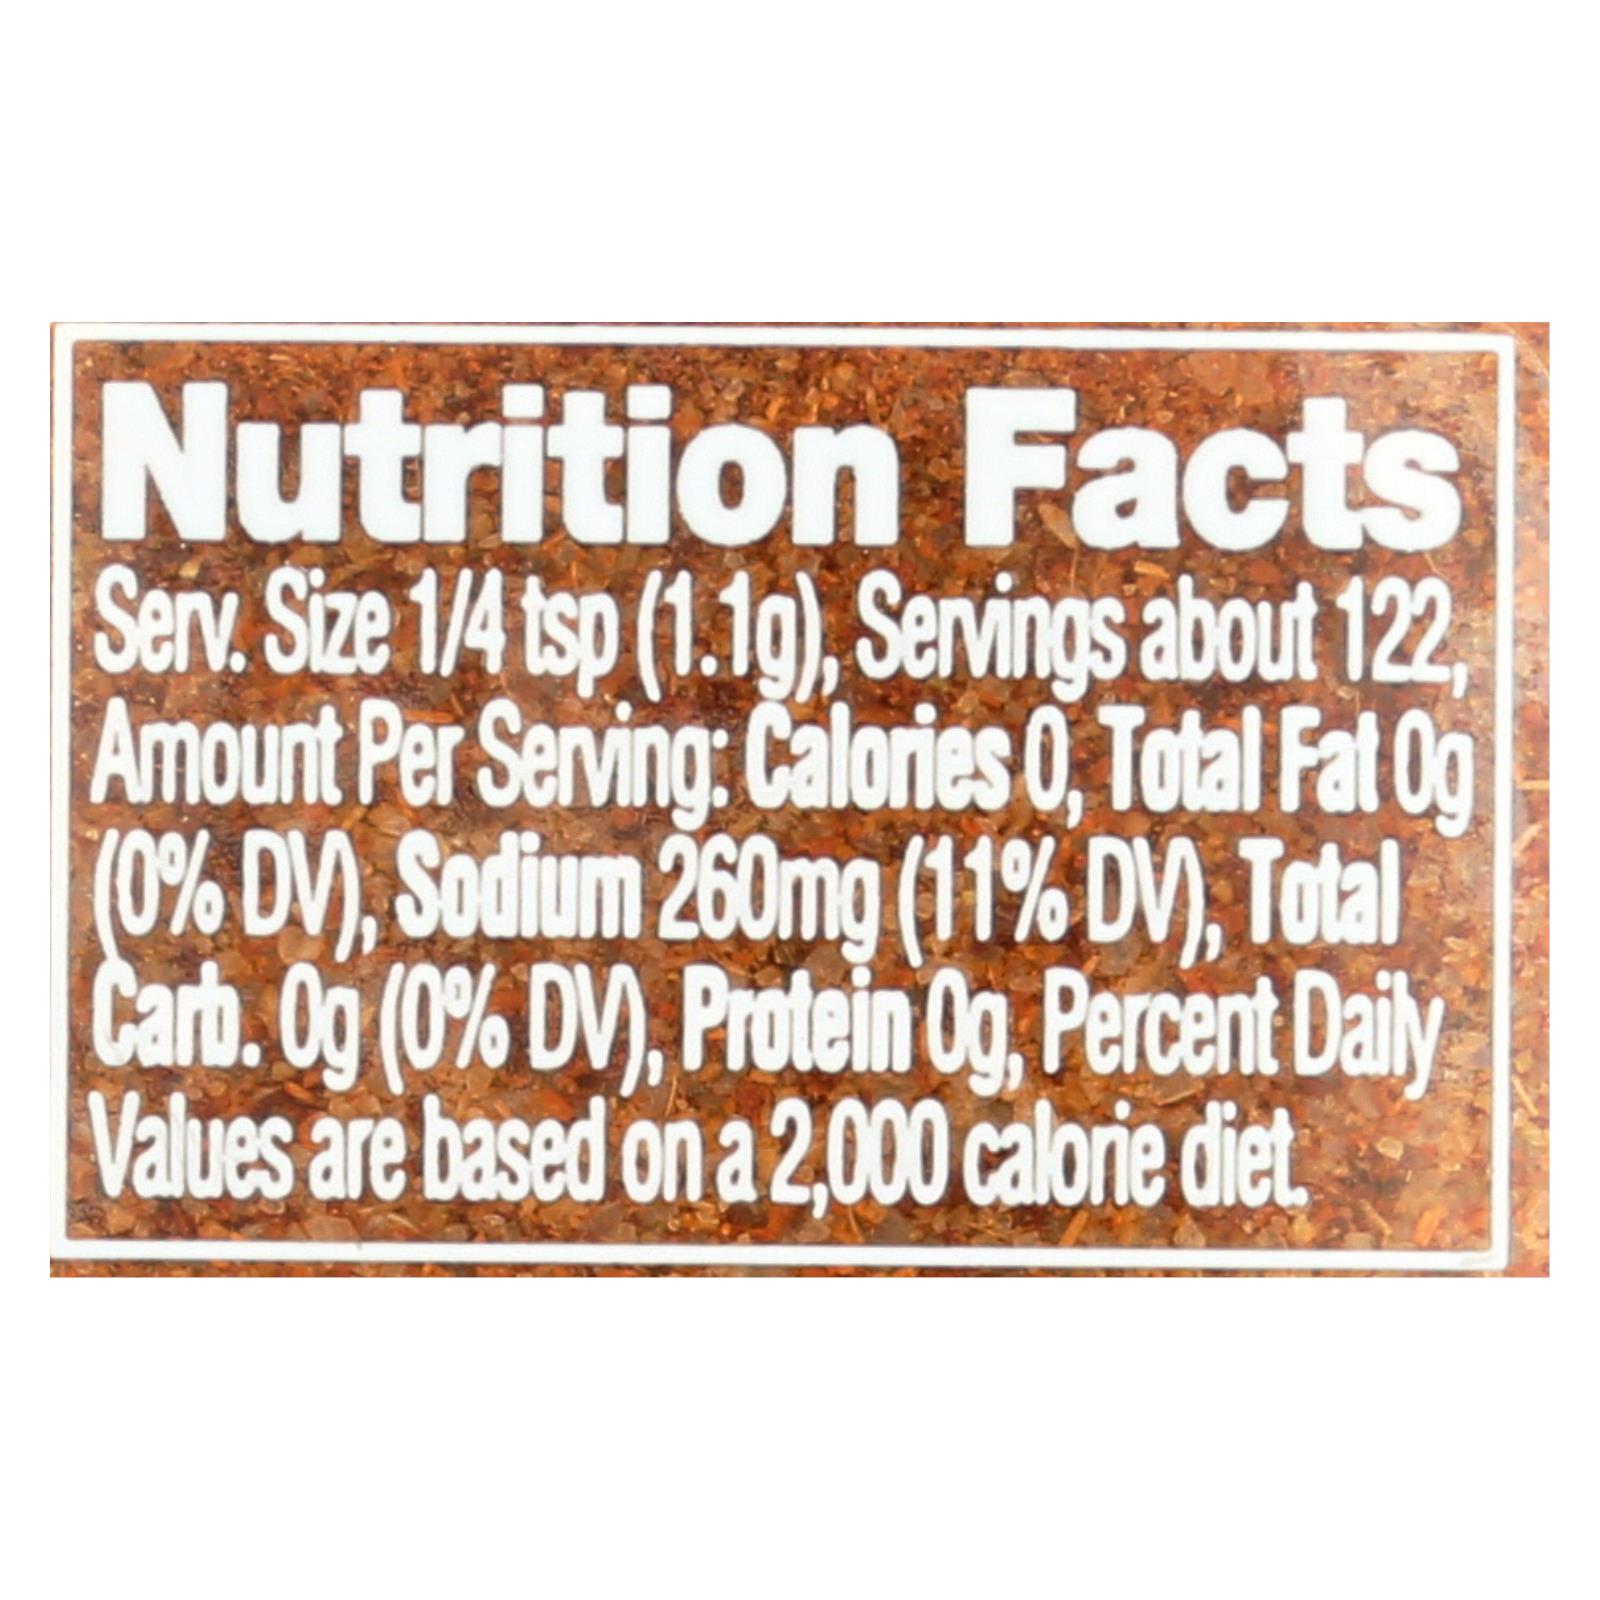 Nutrition Facts
Serv. Size 1/4 tsp (1.1g), Servings about 122,
Amount Per Serving: Calories 0, Total Fat 0g
(0% DV), Sodium 260mg (11% DV), Total
Carb. 0g (0% DV), Protein 0g, Percent Daily
Values are based on a 2,000 calorie diet.